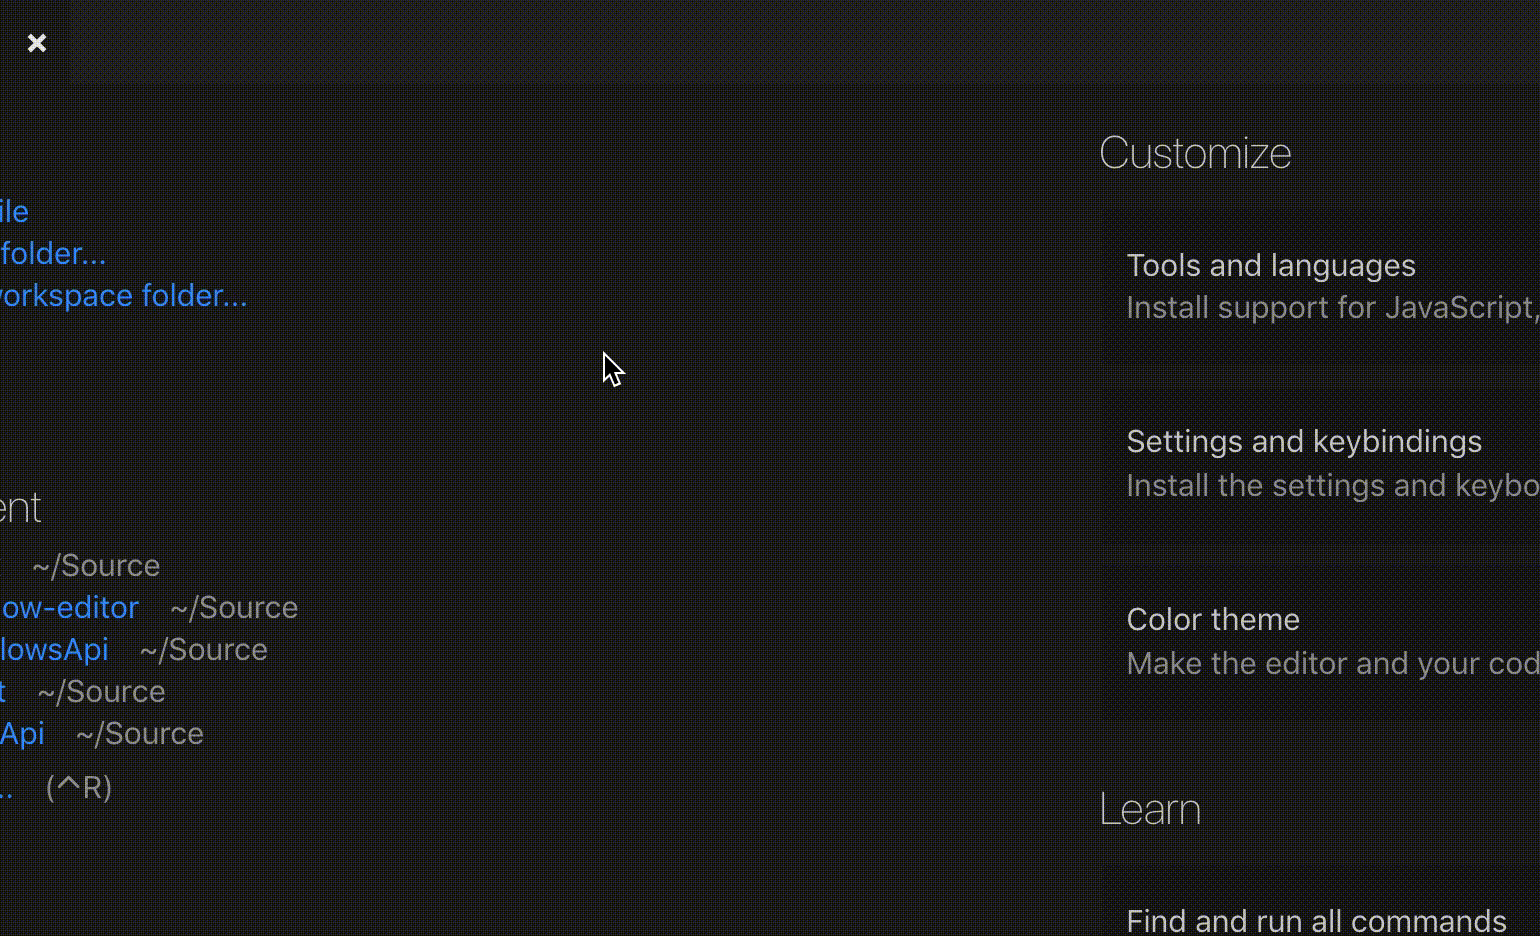 ile
folder...
orkspace folder...
ent
~/Source
ow-editor ~/Source
lowsApi ~/Source
t ~/Source
Api ~/Source
.. (^R)
Customize
Tools and languages
Install support for JavaScript,
Settings and keybindings
Install the settings and keybo
Color theme
Make the editor and your cod
Learn
Find and run all commands